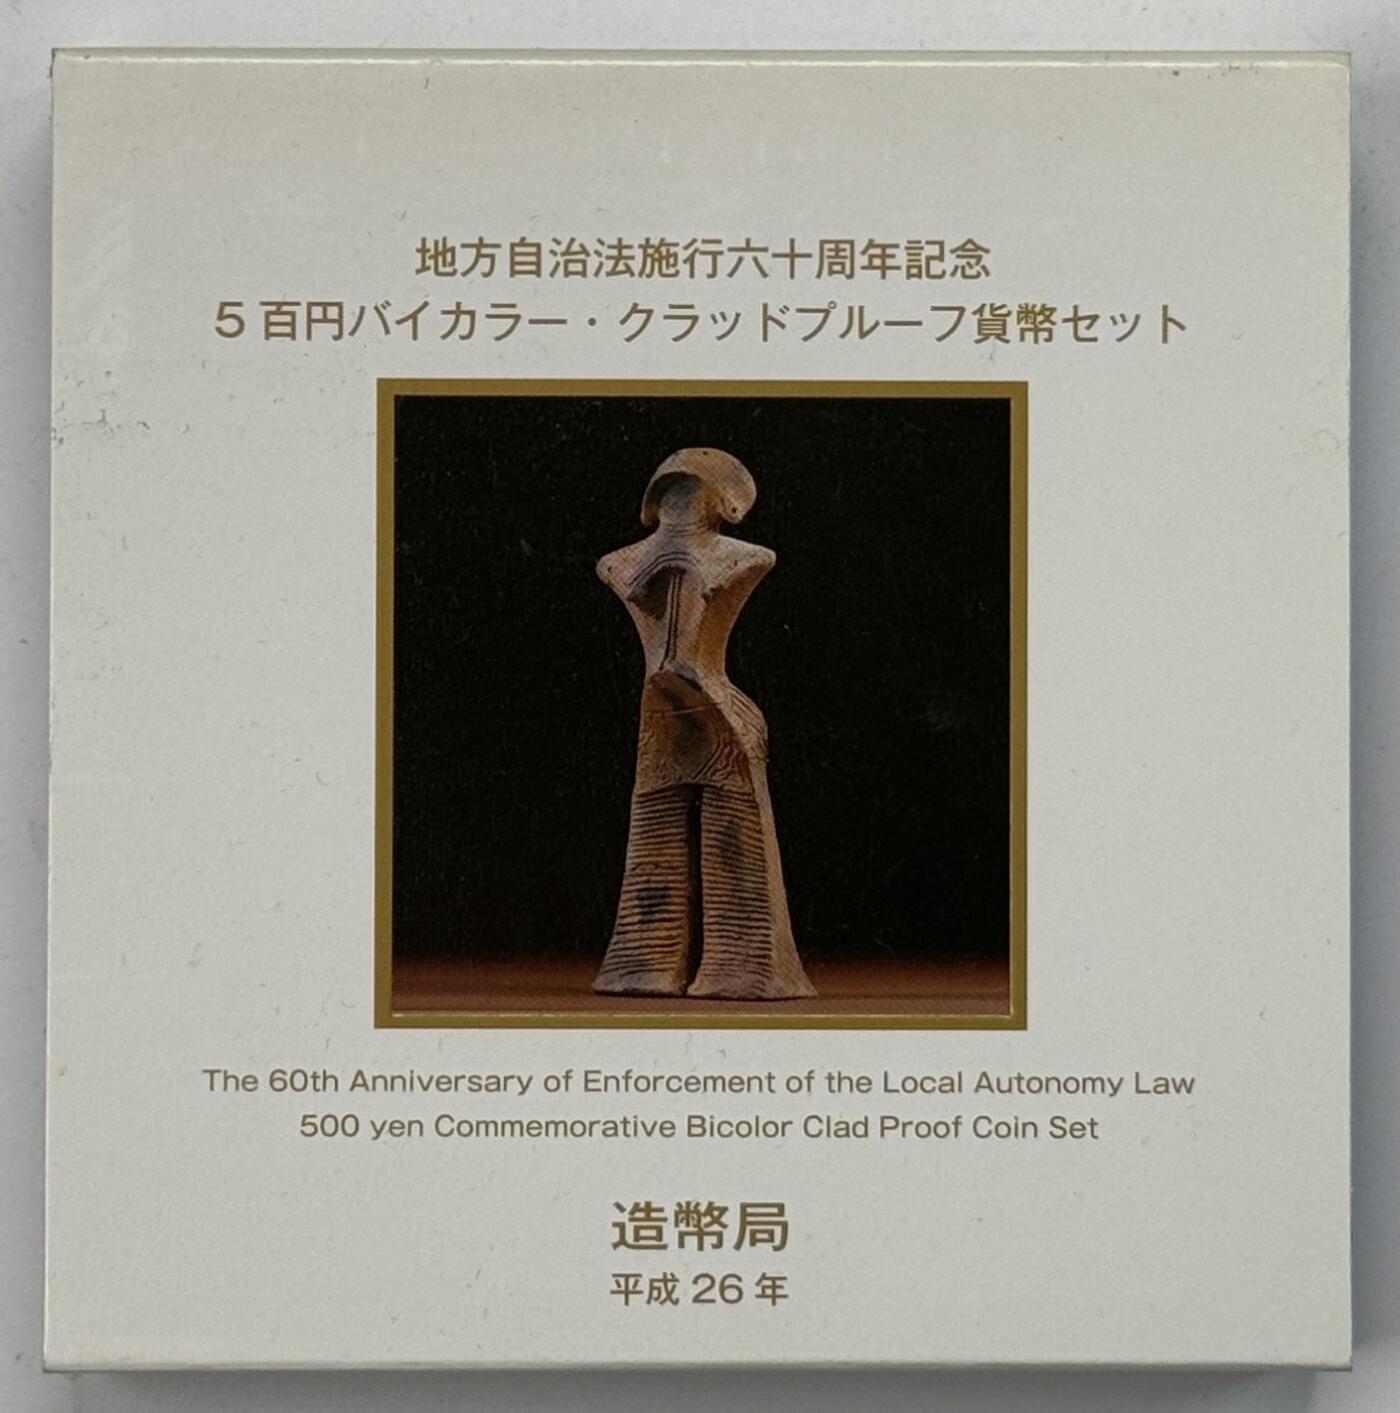 地方自治法施行六十周年記念
5百円バイカラー・クラッドプルーフ貨幣セット
The 60th Anniversary of Enforcement of the Local Autonomy Law
500 yen Commemorative Bicolor Clad Proof Coin Set
造幣局
平成26年